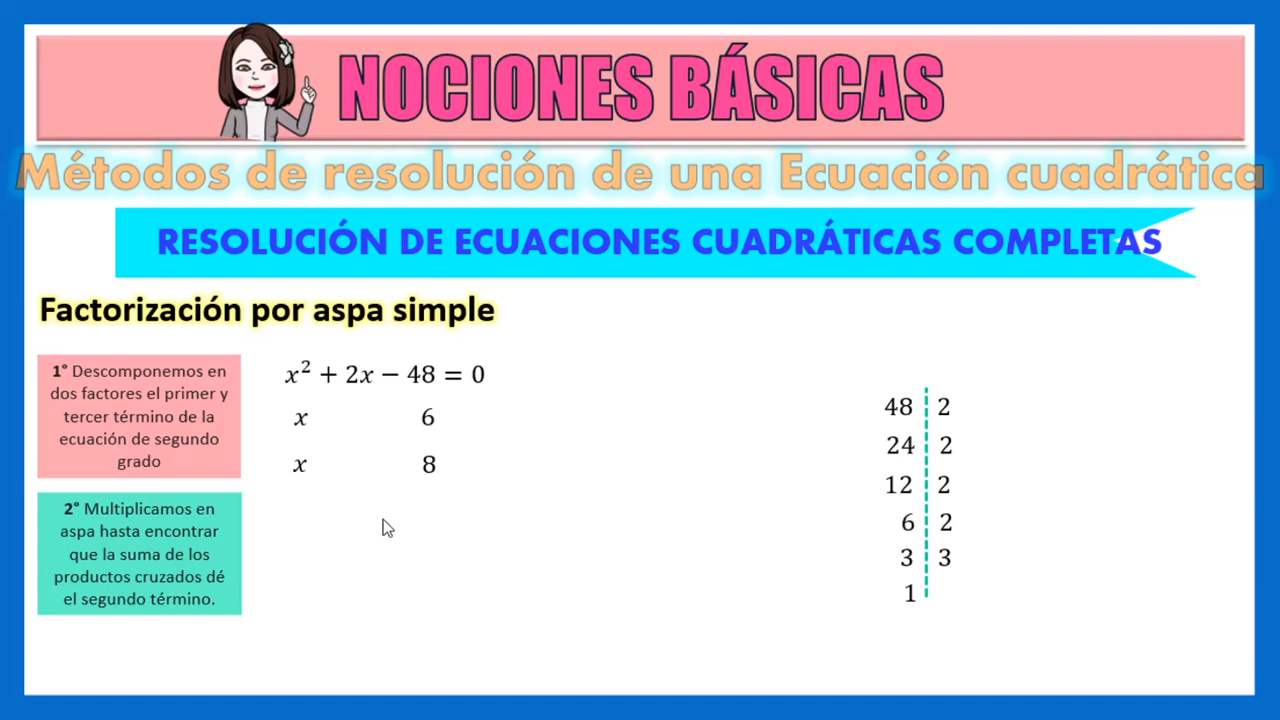 NOCIONES BÁSICAS
Métodos de resolución de una Ecuación cuadrática
RESOLUCIÓN DE ECUACIONES CUADRÁTICAS COMPLETAS
Factorización por aspa simple
1° Descomponemos en
dos factores el primer y
tercer término de la
ecuación de segundo
grado
2° Multiplicamos en
aspa hasta encontrar
que la suma de los
productos cruzados dé
el segundo término.
x² + 2x − 48 = 0
x 6
x 8
48 2
24 2
12 2
6 2
3 3
1